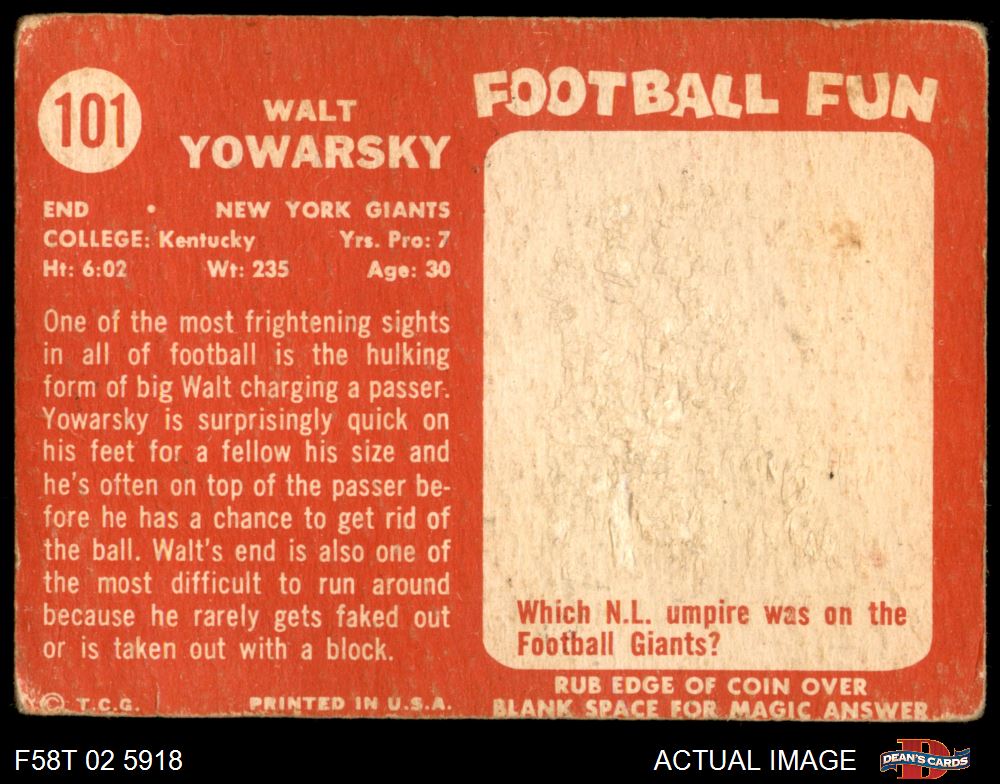 101
WALT
YOWARSKY
END • NEW YORK GIANTS
COLLEGE: Kentucky Yrs. Pro: 7
Ht: 6:02 Wt: 235 Age: 30
One of the most frightening sights
in all of football is the hulking
form of big Walt charging a passer.
Yowarsky is surprisingly quick on
his feet for a fellow his size and
he's often on top of the passer be-
fore he has a chance to get rid of
the ball. Walt's end is also one of
the most difficult to run around
because he rarely gets faked out
or is taken out with a block.
© T.C.G. PRINTED IN U.S.A.
FOOTBALL FUN
Which N.L. umpire was on the
Football Giants?
RUB EDGE OF COIN OVER
BLANK SPACE FOR MAGIC ANSWER
F58T 02 5918
ACTUAL IMAGE
D
DEAN'S CARDS